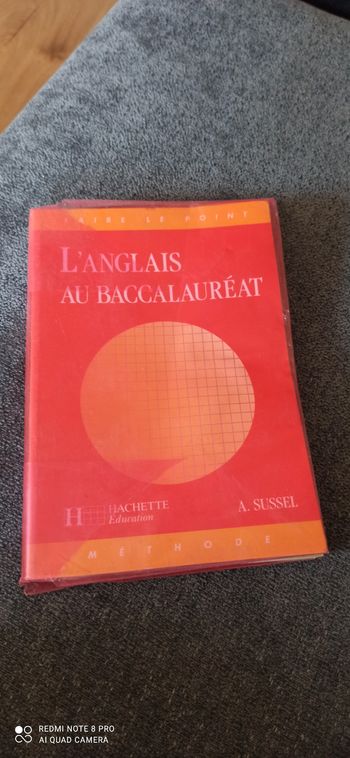 FAIRE LE POINT
L'ANGLAIS
AU BACCALAURÉAT
H HACHETTE
Education
A. SUSSEL
MÉTHODE
REDMI NOTE 8 PRO
AI QUAD CAMERA